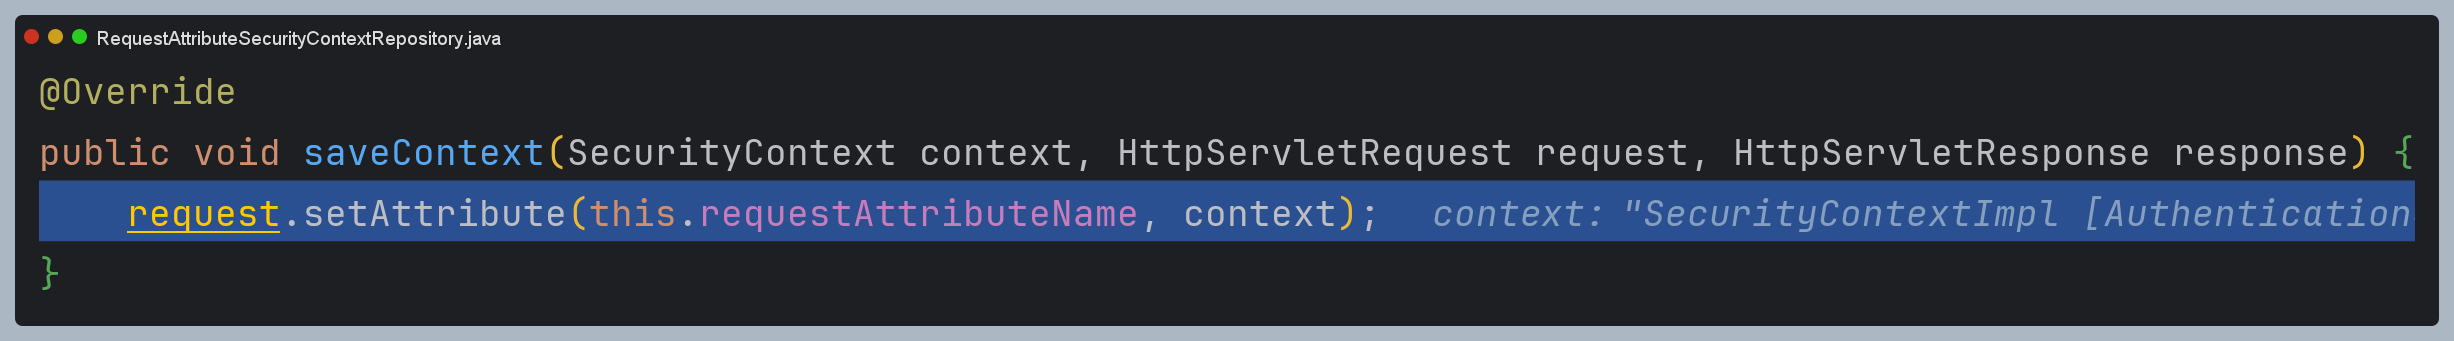 RequestAttributeSecurityContextRepository.java
@Override
public void saveContext(SecurityContext context, HttpServletRequest request, HttpServletResponse response) {
request.setAttribute(this.requestAttributeName, context); context: "SecurityContextImpl [Authentication
}